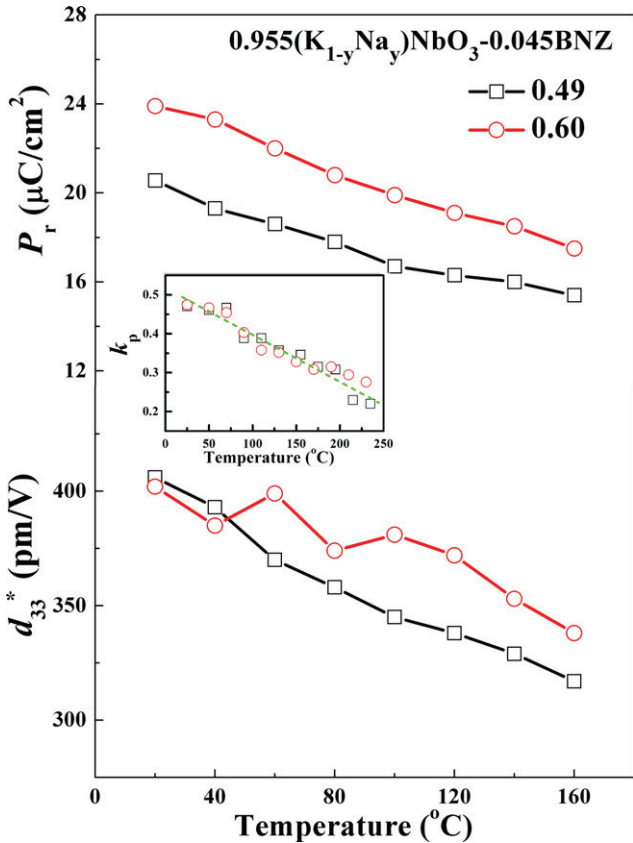 0.955(K₁₋yNay)NbO₃-0.045BNZ
0.49
0.60
Pr (μC/cm²)
28
24
20
16
12
kp
0.5
0.4
0.3
0.2
0 50 100 150 200 250
Temperature (°C)
d₃₃* (pm/V)
400
350
300
0 40 80 120 160
Temperature (°C)